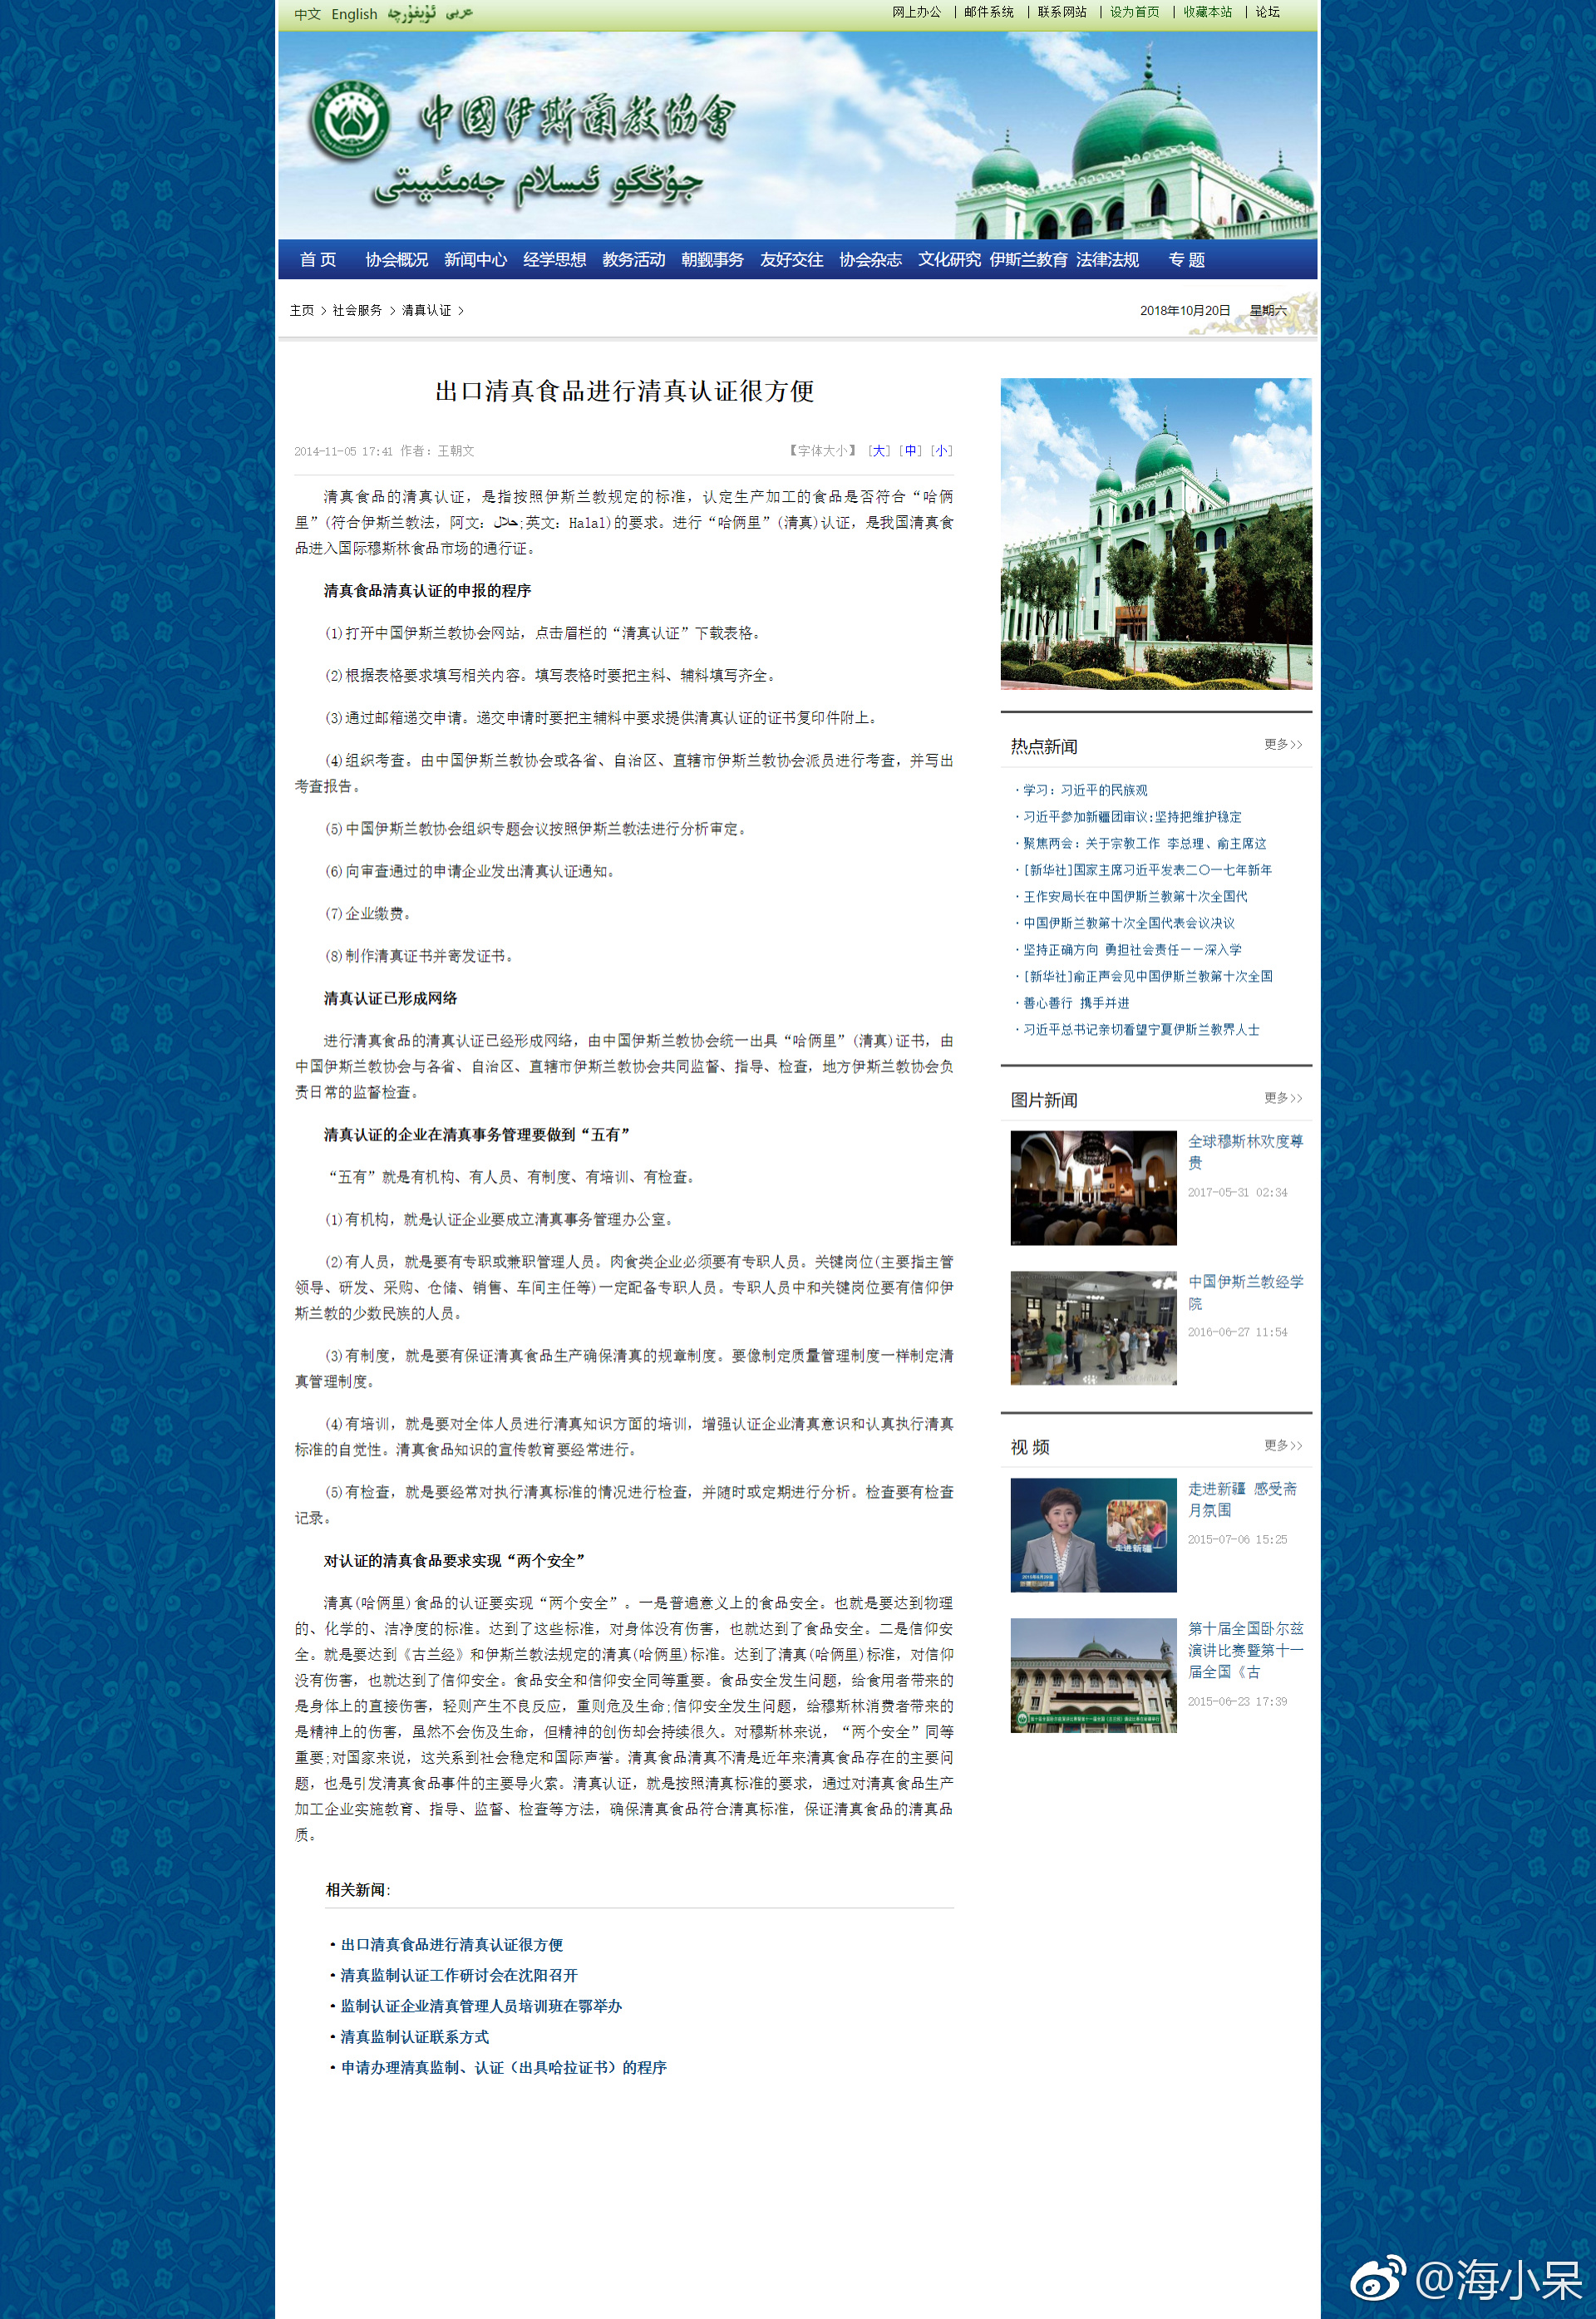 中文 English ئۇيغۇرچە عربى
网上办公 | 邮件系统 | 联系网站 | 设为首页 | 收藏本站 | 论坛
中國伊斯蘭教協會
جۇڭگو ئىسلام جەمئىيىتى
首 页 协会概况 新闻中心 经学思想 教务活动 朝觐事务 友好交往 协会杂志 文化研究 伊斯兰教育 法律法规 专 题
主页 > 社会服务 > 清真认证 >
2018年10月20日 星期六
出口清真食品进行清真认证很方便
2014-11-05 17:41 作者：王朝文
【字体大小】 [大] [中] [小]
清真食品的清真认证，是指按照伊斯兰教规定的标准，认定生产加工的食品是否符合“哈俩
里”(符合伊斯兰教法，阿文：حلال;英文：Halal)的要求。进行“哈俩里”(清真)认证，是我国清真食
品进入国际穆斯林食品市场的通行证。
清真食品清真认证的申报的程序
(1)打开中国伊斯兰教协会网站，点击眉栏的“清真认证”下载表格。
(2)根据表格要求填写相关内容。填写表格时要把主料、辅料填写齐全。
(3)通过邮箱递交申请。递交申请时要把主辅料中要求提供清真认证的证书复印件附上。
(4)组织考查。由中国伊斯兰教协会或各省、自治区、直辖市伊斯兰教协会派员进行考查，并写出
考查报告。
(5)中国伊斯兰教协会组织专题会议按照伊斯兰教法进行分析审定。
(6)向审查通过的申请企业发出清真认证通知。
(7)企业缴费。
(8)制作清真证书并寄发证书。
清真认证已形成网络
进行清真食品的清真认证已经形成网络，由中国伊斯兰教协会统一出具“哈俩里”(清真)证书，由
中国伊斯兰教协会与各省、自治区、直辖市伊斯兰教协会共同监督、指导、检查，地方伊斯兰教协会负
责日常的监督检查。
清真认证的企业在清真事务管理要做到“五有”
“五有”就是有机构、有人员、有制度、有培训、有检查。
(1)有机构，就是认证企业要成立清真事务管理办公室。
(2)有人员，就是要有专职或兼职管理人员。肉食类企业必须要有专职人员。关键岗位(主要指主管
领导、研发、采购、仓储、销售、车间主任等)一定配备专职人员。专职人员中和关键岗位要有信仰伊
斯兰教的少数民族的人员。
(3)有制度，就是要有保证清真食品生产确保清真的规章制度。要像制定质量管理制度一样制定清
真管理制度。
(4)有培训，就是要对全体人员进行清真知识方面的培训，增强认证企业清真意识和认真执行清真
标准的自觉性。清真食品知识的宣传教育要经常进行。
(5)有检查，就是要经常对执行清真标准的情况进行检查，并随时或定期进行分析。检查要有检查
记录。
对认证的清真食品要求实现“两个安全”
清真(哈俩里)食品的认证要实现“两个安全”。一是普遍意义上的食品安全。也就是要达到物理
的、化学的、洁净度的标准。达到了这些标准，对身体没有伤害，也就达到了食品安全。二是信仰安
全。就是要达到《古兰经》和伊斯兰教法规定的清真(哈俩里)标准。达到了清真(哈俩里)标准，对信仰
没有伤害，也就达到了信仰安全。食品安全和信仰安全同等重要。食品安全发生问题，给食用者带来的
是身体上的直接伤害，轻则产生不良反应，重则危及生命;信仰安全发生问题，给穆斯林消费者带来的
是精神上的伤害，虽然不会伤及生命，但精神的创伤却会持续很久。对穆斯林来说，“两个安全”同等
重要;对国家来说，这关系到社会稳定和国际声誉。清真食品清真不清是近年来清真食品存在的主要问
题，也是引发清真食品事件的主要导火索。清真认证，就是按照清真标准的要求，通过对清真食品生产
加工企业实施教育、指导、监督、检查等方法，确保清真食品符合清真标准，保证清真食品的清真品
质。
相关新闻:
・出口清真食品进行清真认证很方便
・清真监制认证工作研讨会在沈阳召开
・监制认证企业清真管理人员培训班在鄂举办
・清真监制认证联系方式
・申请办理清真监制、认证（出具哈拉证书）的程序
热点新闻 更多>>
・学习：习近平的民族观
・习近平参加新疆团审议:坚持把维护稳定
・聚焦两会：关于宗教工作 李总理、俞主席这
・[新华社]国家主席习近平发表二〇一七年新年
・王作安局长在中国伊斯兰教第十次全国代
・中国伊斯兰教第十次全国代表会议决议
・坚持正确方向 勇担社会责任——深入学
・[新华社]俞正声会见中国伊斯兰教第十次全国
・善心善行 携手并进
・习近平总书记亲切看望宁夏伊斯兰教界人士
图片新闻 更多>>
全球穆斯林欢度尊
贵
2017-05-31 02:34
中国伊斯兰教经学
院
2016-06-27 11:54
视 频 更多>>
走进新疆
走进新疆 感受斋
月氛围
2015-07-06 15:25
第十届全国卧尔兹
演讲比赛暨第十一
届全国《古
2015-06-23 17:39
@海小呆